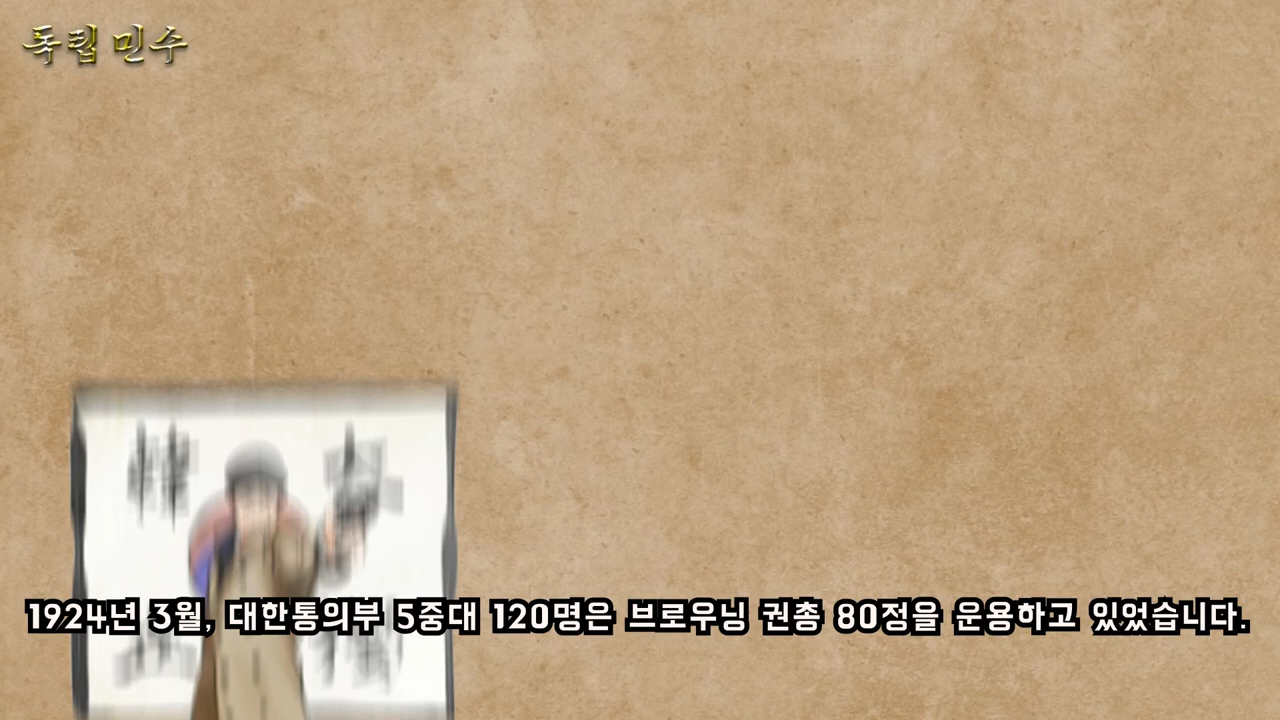 독립 민수
1924년 3월, 대한통의부 5중대 120명은 브로우닝 권총 80정을 운용하고 있었습니다.